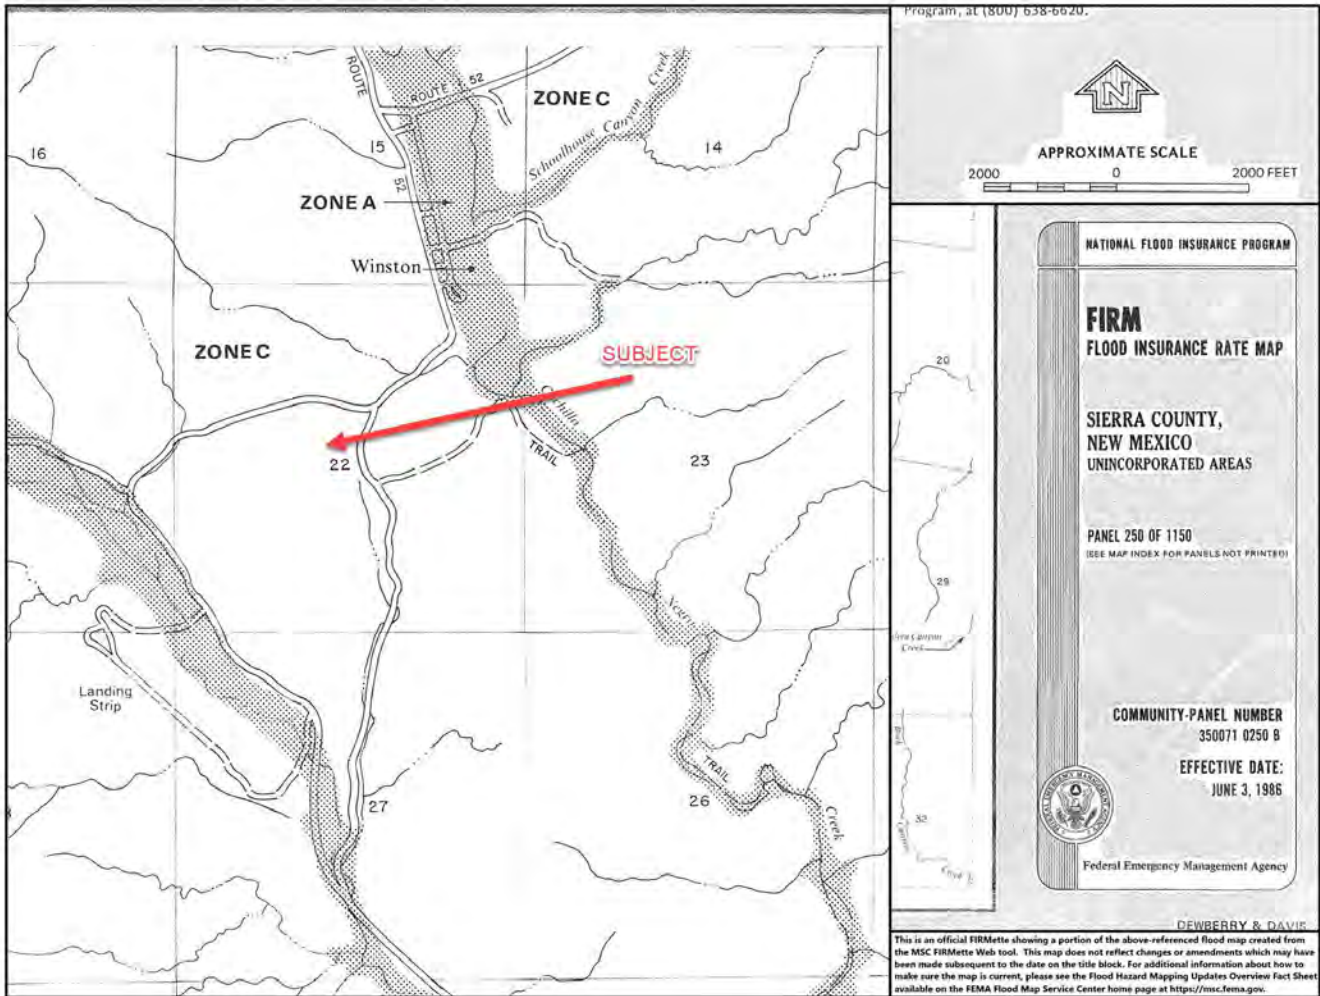 Program, at (800) 638-6620.
APPROXIMATE SCALE
2000 0 2000 FEET
NATIONAL FLOOD INSURANCE PROGRAM
FIRM
FLOOD INSURANCE RATE MAP
SIERRA COUNTY,
NEW MEXICO
UNINCORPORATED AREAS
PANEL 250 OF 1150
(SEE MAP INDEX FOR PANELS NOT PRINTED)
COMMUNITY-PANEL NUMBER
350071 0250 B
EFFECTIVE DATE:
JUNE 3, 1986
Federal Emergency Management Agency
DEWBERRY & DAVIS
This is an official FIRMette showing a portion of the above-referenced flood map created from
the MSC FIRMette Web tool. This map does not reflect changes or amendments which may have
been made subsequent to the date on the title block. For additional information about how to
make sure the map is current, please see the Flood Hazard Mapping Updates Overview Fact Sheet
available on the FEMA Flood Map Service Center home page at https://msc.fema.gov.
ROUTE
52
ROUTE 52
ZONE C
Schoolhouse Canyon Creek
16
15
14
ZONE A
Winston
ZONE C
SUBJECT
22
TRAIL
23
Landing
Strip
27
TRAIL
26
Creek
20
29
Canyon
Creek
32